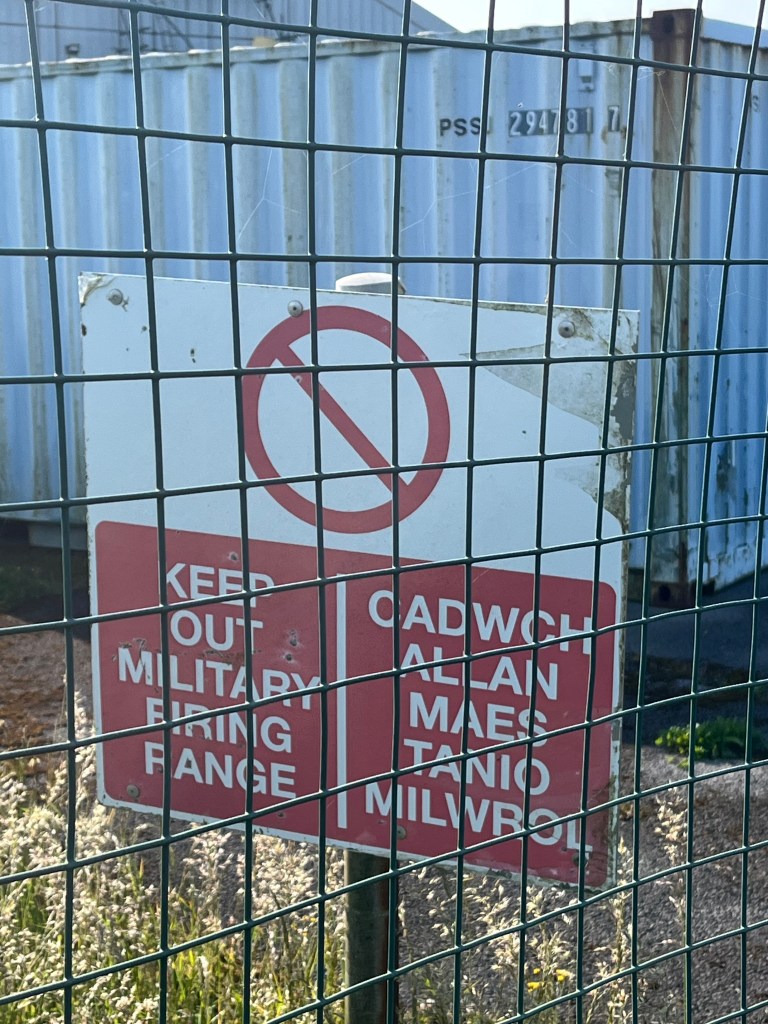 PSSU 294781 7
KEEP
OUT
MILITARY
FIRING
RANGE
CADWCH
ALLAN
MAES
TANIO
MILWROL